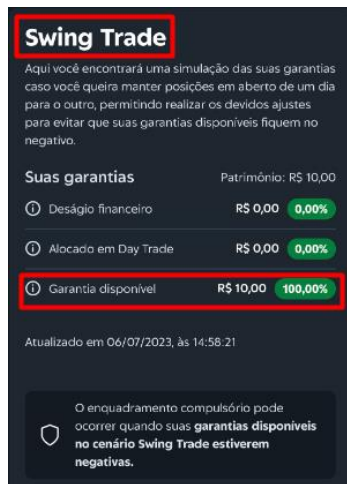 Swing Trade
Aqui você encontrará uma simulação das suas garantias
caso você queira manter posições em aberto de um dia
para o outro, permitindo realizar os devidos ajustes
para evitar que suas garantias disponíveis fiquem no
negativo.
Suas garantias Patrimônio: R$ 10,00
Deságio financeiro R$ 0,00 0,00%
Alocado em Day Trade R$ 0,00 0,00%
Garantia disponível R$ 10,00 100,00%
Atualizado em 06/07/2023, às 14:58:21
O enquadramento compulsório pode
ocorrer quando suas garantias disponíveis
no cenário Swing Trade estiverem
negativas.